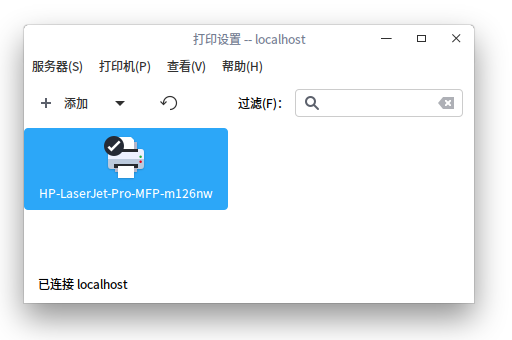 打印设置 -- localhost
服务器(S) 打印机(P) 查看(V) 帮助(H)
添加 过滤(F):
HP-LaserJet-Pro-MFP-m126nw
已连接 localhost